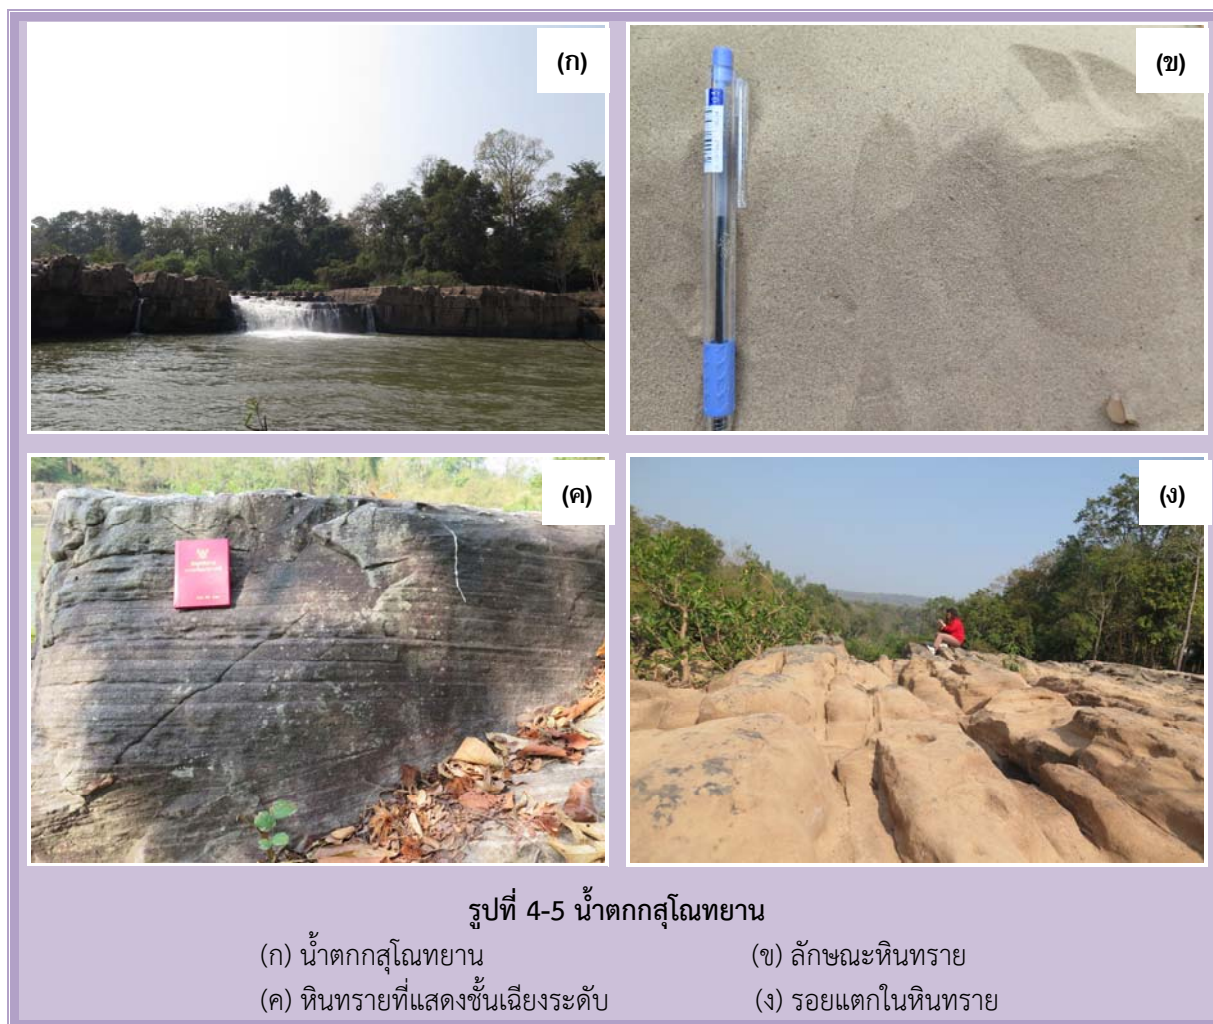 (ก)
(ข)
(ค)
(ง)
รูปที่ 4-5 น้ำตกกสุโณทยาน
(ก) น้ำตกกสุโณทยาน
(ข) ลักษณะหินทราย
(ค) หินทรายที่แสดงชั้นเฉียงระดับ
(ง) รอยแตกในหินทราย